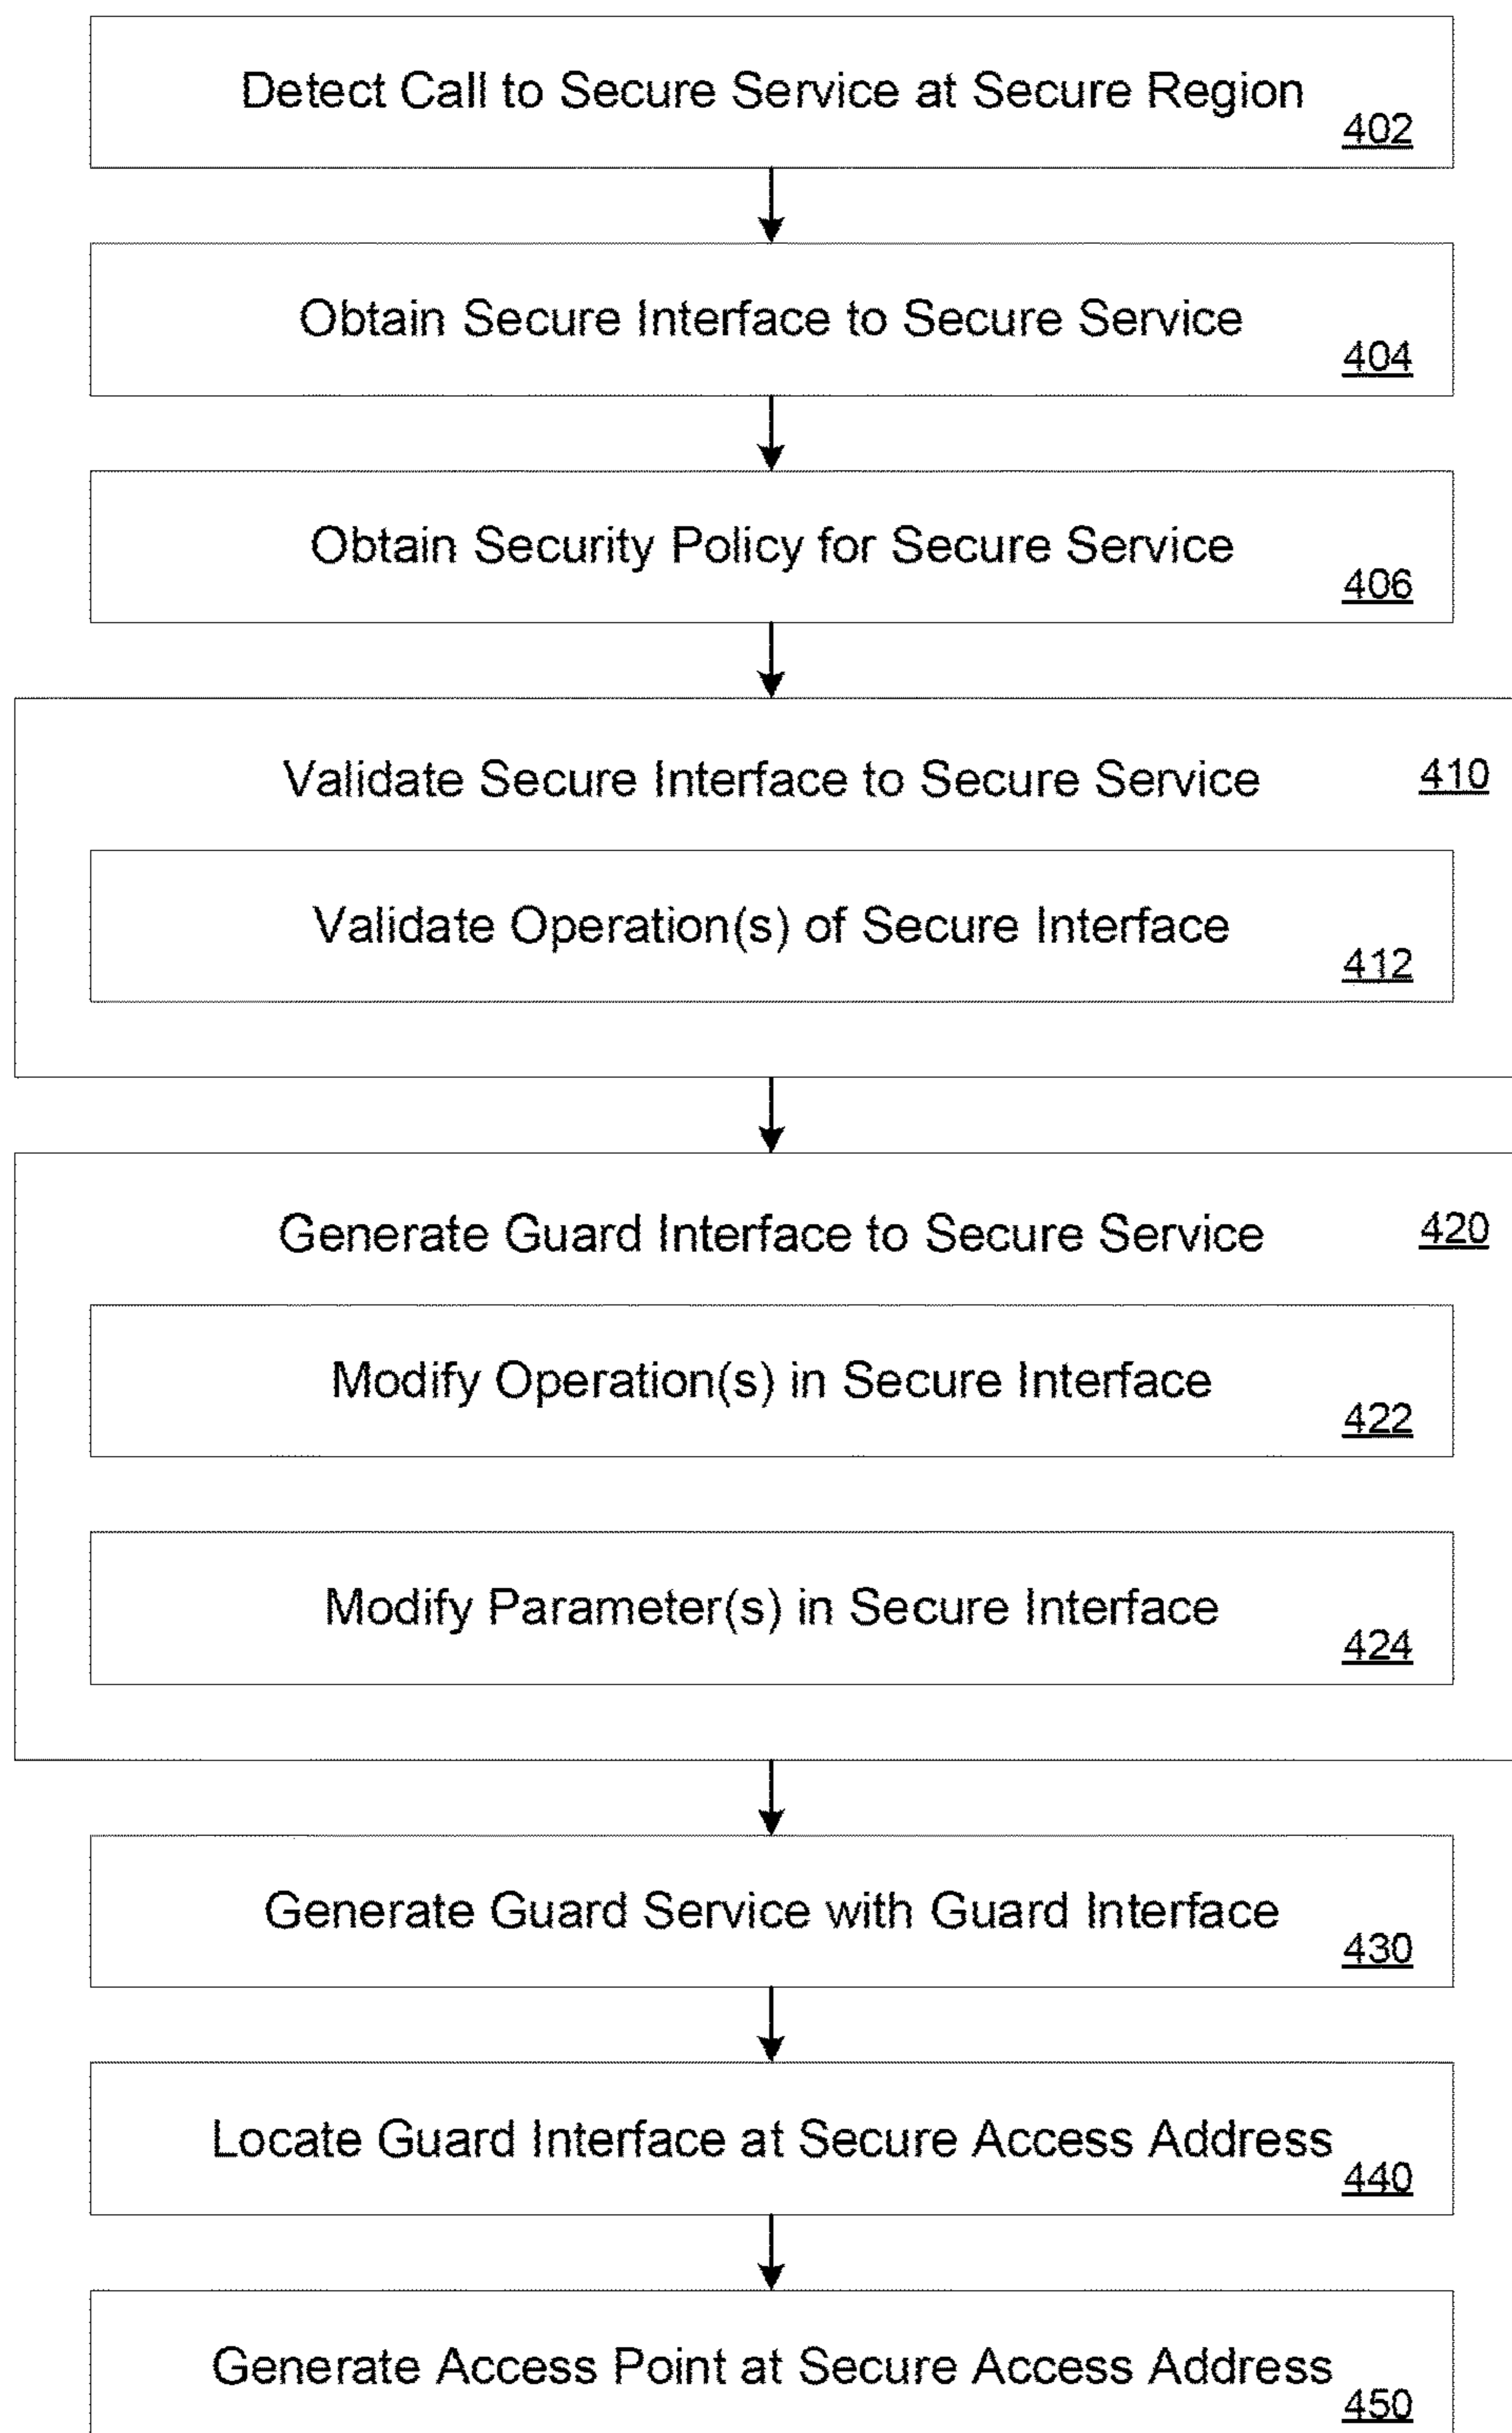 Detect Call to Secure Service at Secure Region
402
Obtain Secure Interface to Secure Service
404
Obtain Security Policy for Secure Service
406
Validate Secure Interface to Secure Service
410
Validate Operation(s) of Secure Interface
412
Generate Guard Interface to Secure Service
420
Modify Operation(s) in Secure Interface
422
Modify Parameter(s) in Secure Interface
424
Generate Guard Service with Guard Interface
430
Locate Guard Interface at Secure Access Address
440
Generate Access Point at Secure Access Address
450